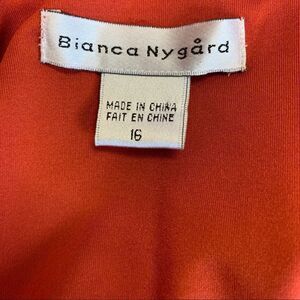 Bianca Nygård
MADE IN CHINA
FAIT EN CHINE
16